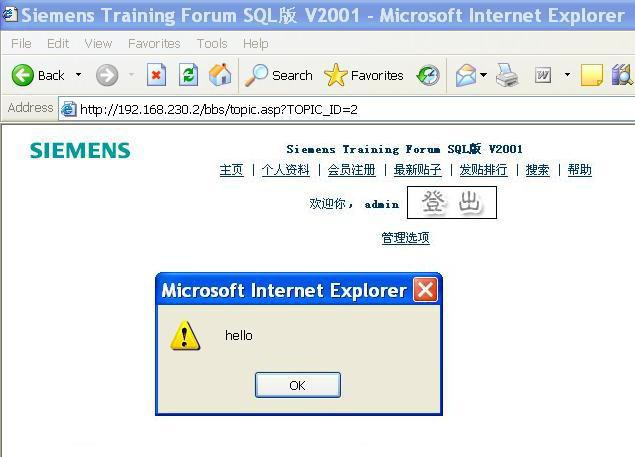 Siemens Training Forum SQL版 V2001 - Microsoft Internet Explorer
File Edit View Favorites Tools Help
Back Search Favorites
Address http://192.168.230.2/bbs/topic.asp?TOPIC_ID=2
SIEMENS
Siemens Training Forum SQL版 V2001
主页 | 个人资料 | 会员注册 | 最新贴子 | 发贴排行 | 搜索 | 帮助
欢迎你， admin 登 出
管理选项
Microsoft Internet Explorer
hello
OK